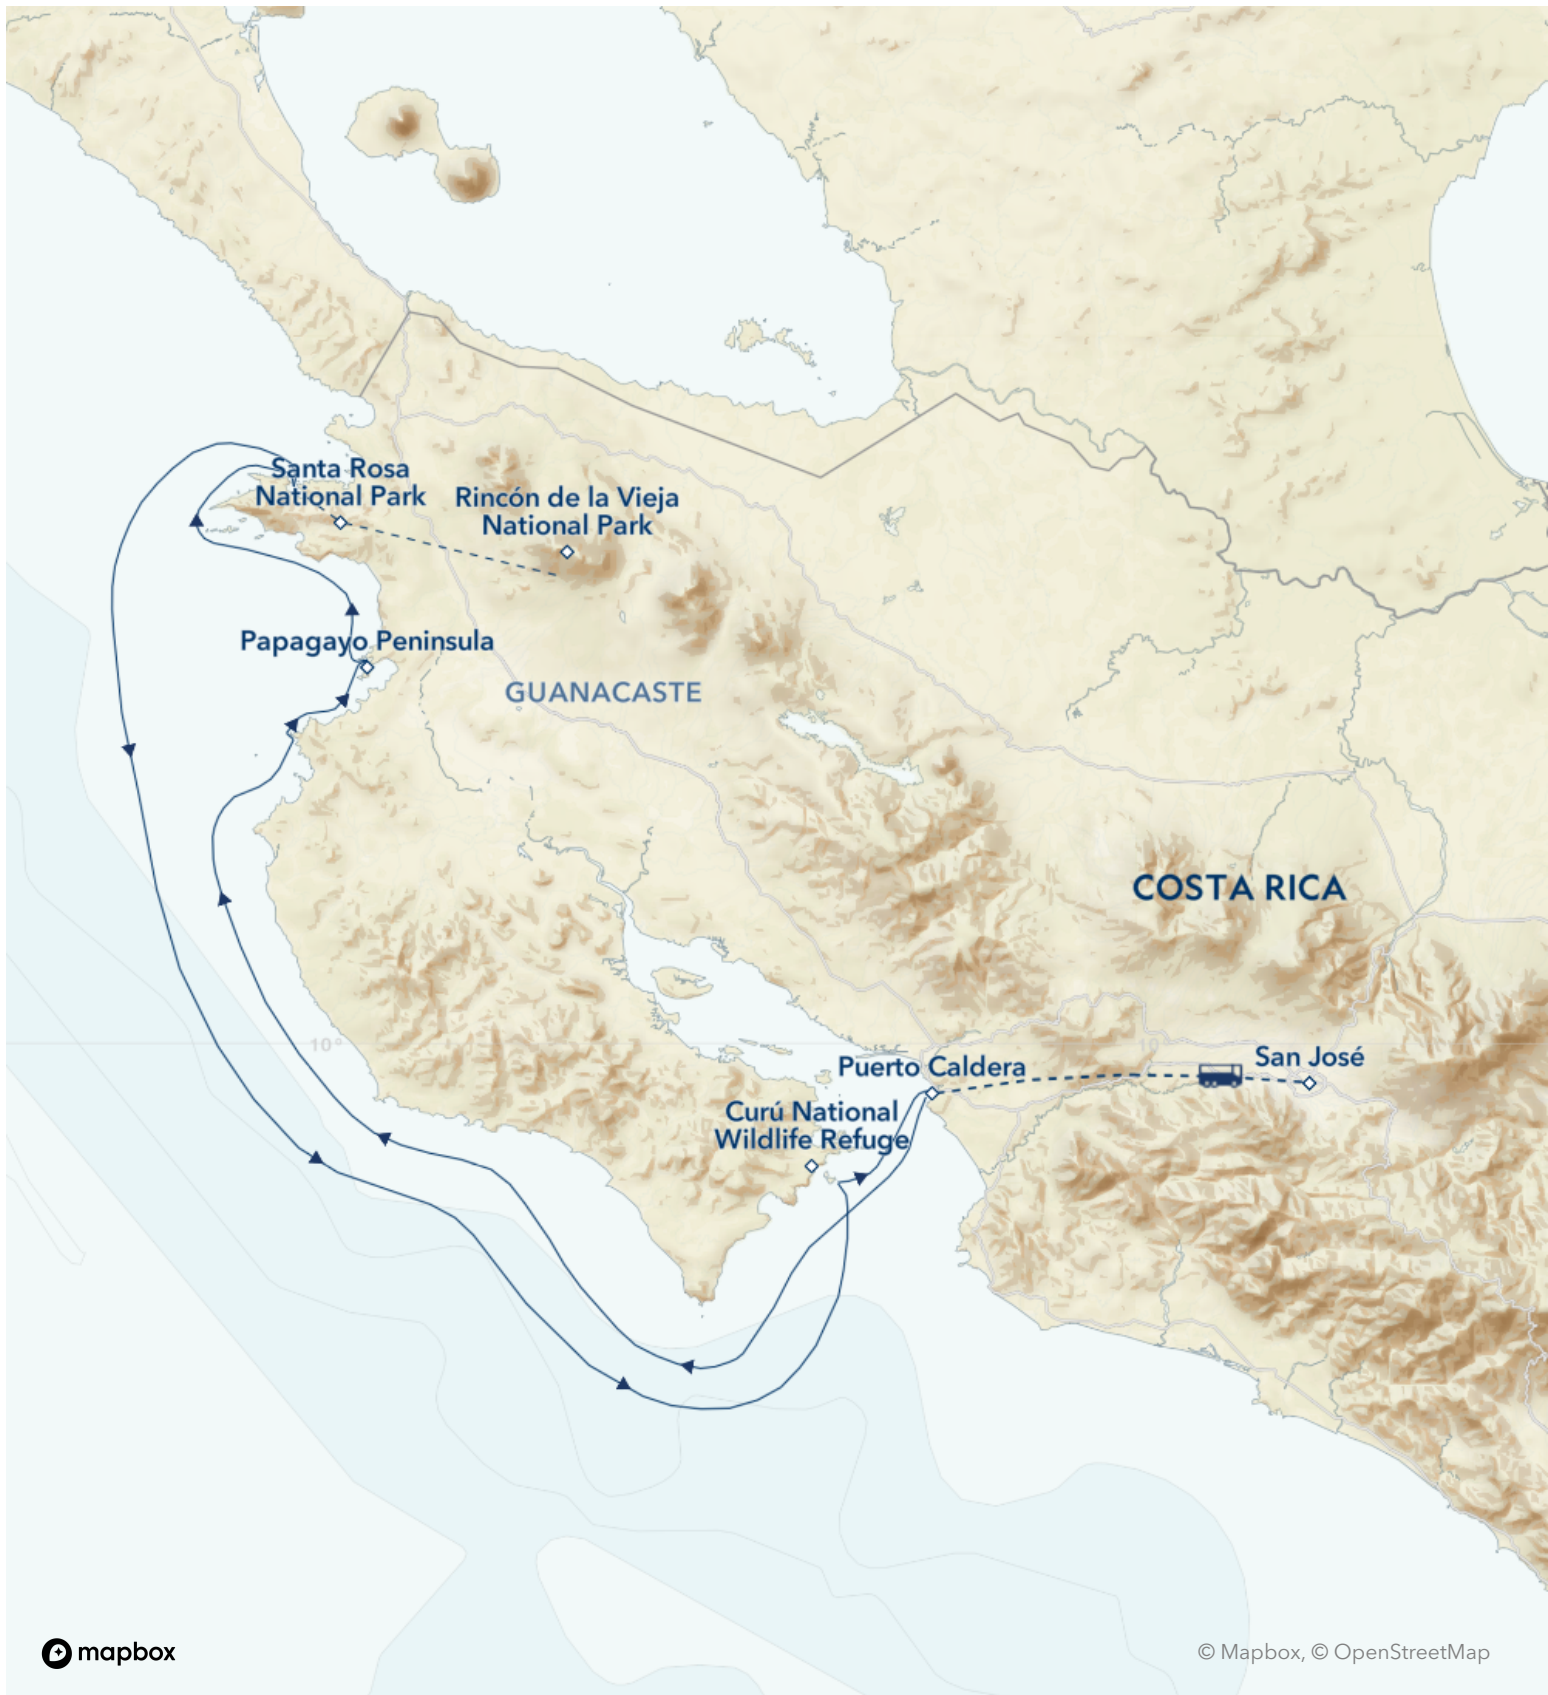 Santa Rosa
National Park
Rincón de la Vieja
National Park
Papagayo Peninsula
GUANACASTE
COSTA RICA
10°
10°
San José
Puerto Caldera
Curú National
Wildlife Refuge
mapbox
© Mapbox, © OpenStreetMap